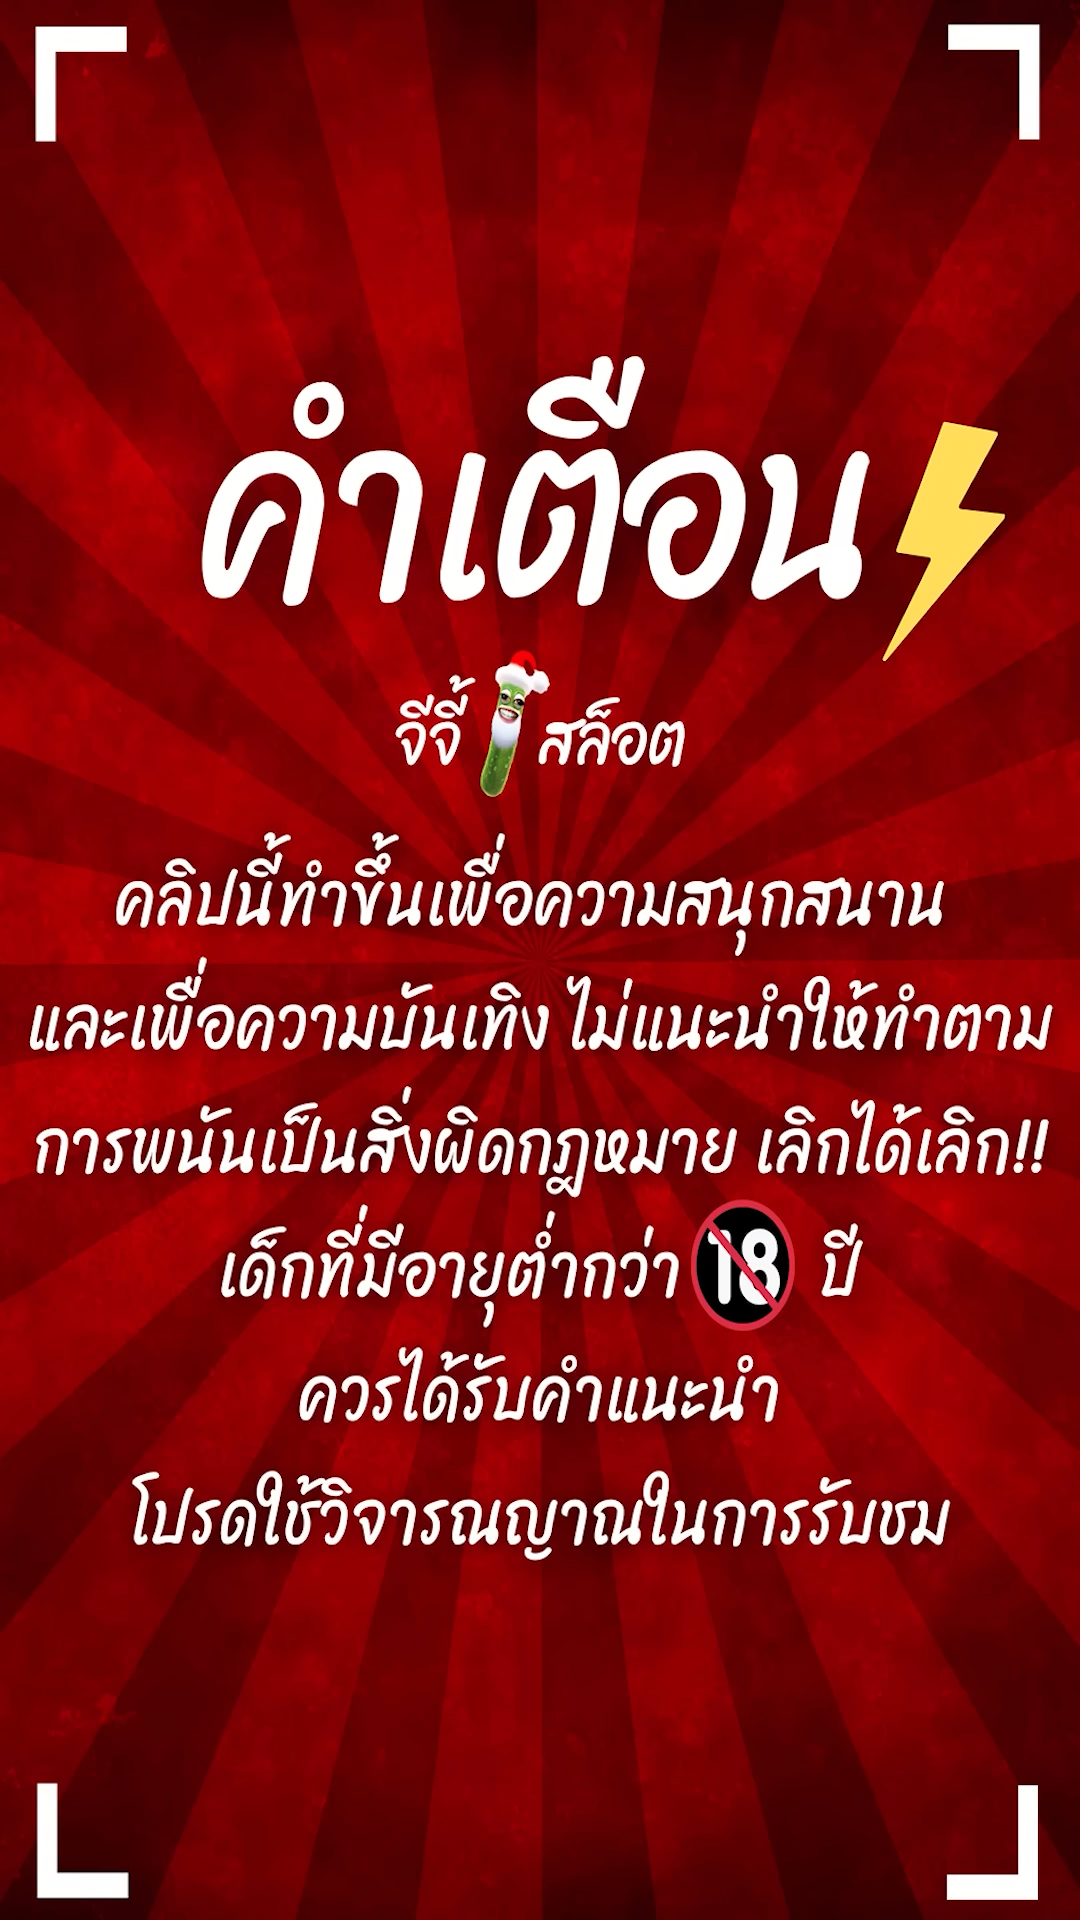 คำเตือน
จีจี้ สล็อต
คลิปนี้ทำขึ้นเพื่อความสนุกสนาน
และเพื่อความบันเทิง ไม่แนะนำให้ทำตาม
การพนันเป็นสิ่งผิดกฎหมาย เลิกได้เลิก!!
เด็กที่มีอายุต่ำกว่า 18 ปี
ควรได้รับคำแนะนำ
โปรดใช้วิจารณญาณในการรับชม